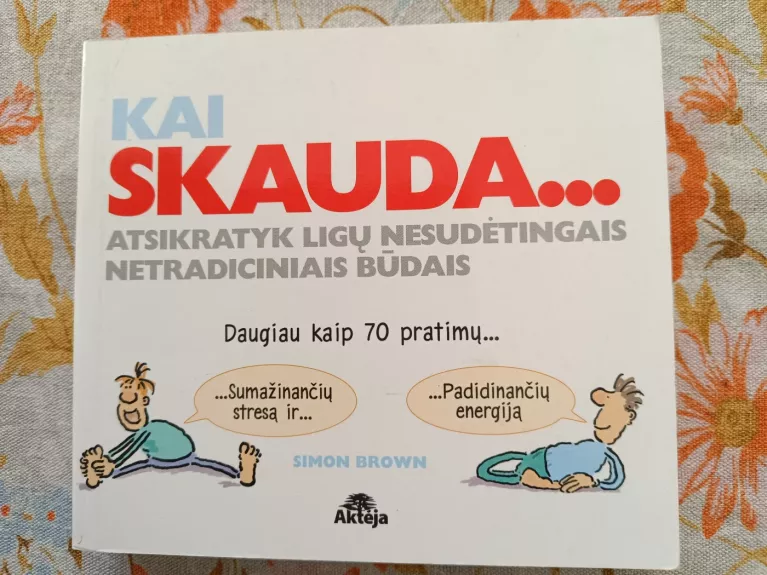 KAI
SKAUDA...
ATSIKRATYK LIGŲ NESUDĖTINGAIS
NETRADICINIAIS BŪDAIS
Daugiau kaip 70 pratimų...
...Sumažinančių
stresą ir...
...Padidinančių
energiją
SIMON BROWN
Aktėja